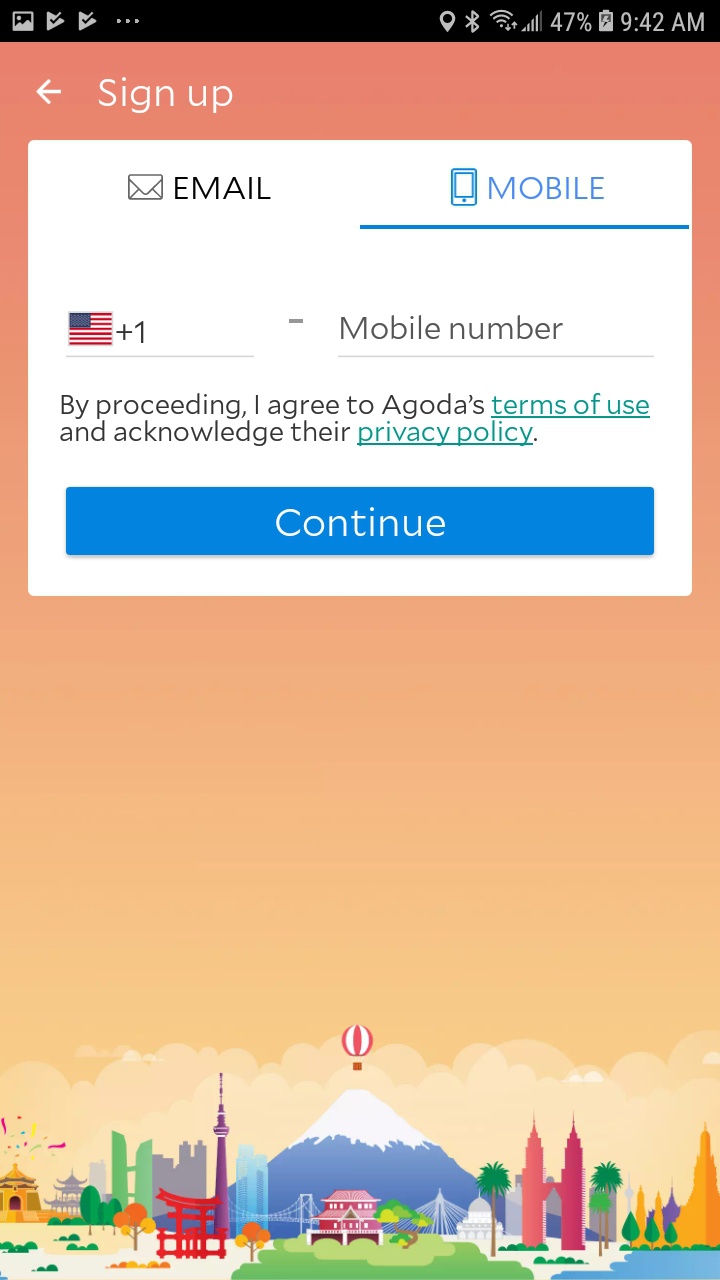 47% 9:42 AM
Sign up
EMAIL MOBILE
+1 - Mobile number
By proceeding, I agree to Agoda's terms of use
and acknowledge their privacy policy.
Continue